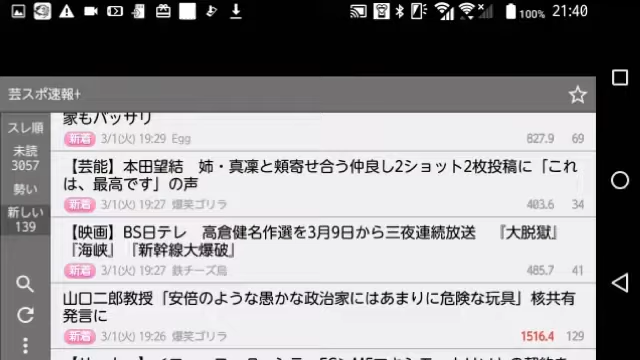 100% 21:40
芸スポ速報+
スレ順
未読
3057
勢い
新しい
139
家もバッサリ
新着 3/1(火) 19:29 Egg 827.9 69
【芸能】本田望結 姉・真凜と頬寄せ合う仲良し2ショット2枚投稿に「これ
は、最高です」の声
新着 3/1(火) 19:27 爆笑ゴリラ 403.6 34
【映画】BS日テレ 高倉健名作選を3月9日から三夜連続放送 『大脱獄』
『海峡』『新幹線大爆破』
新着 3/1(火) 19:27 鉄チーズ烏 485.7 41
山口二郎教授「安倍のような愚かな政治家にはあまりに危険な玩具」核共有
発言に
新着 3/1(火) 19:26 爆笑ゴリラ 1516.4 129